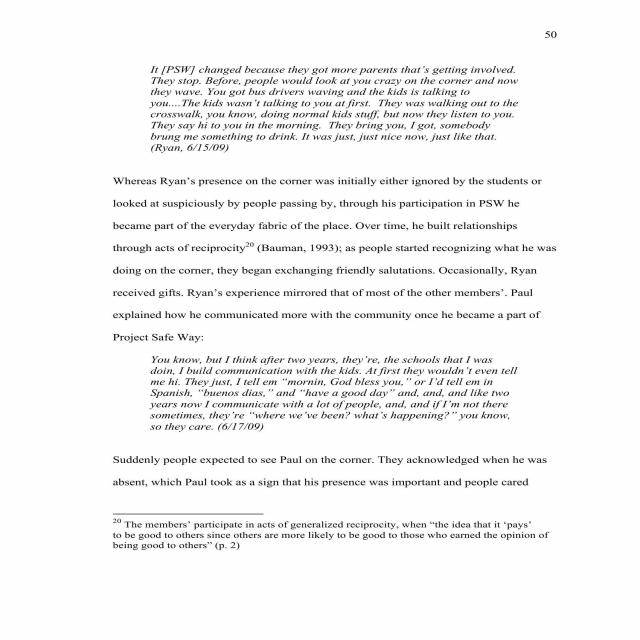 50
It [PSW] changed because they got more parents that's getting involved.
They stop. Before, people would look at you crazy on the corner and now
they wave. You got bus drivers waving and the kids is talking to
you....The kids wasn't talking to you at first. They was walking out to the
crosswalk, you know, doing normal kids stuff, but now they listen to you.
They say hi to you in the morning. They bring you, I got, somebody
brung me something to drink. It was just, just nice now, just like that.
(Ryan, 6/15/09)
Whereas Ryan's presence on the corner was initially either ignored by the students or
looked at suspiciously by people passing by, through his participation in PSW he
became part of the everyday fabric of the place. Over time, he built relationships
through acts of reciprocity20 (Bauman, 1993); as people started recognizing what he was
doing on the corner, they began exchanging friendly salutations. Occasionally, Ryan
received gifts. Ryan's experience mirrored that of most of the other members'. Paul
explained how he communicated more with the community once he became a part of
Project Safe Way:
You know, but I think after two years, they're, the schools that I was
doin, I build communication with the kids. At first they wouldn't even tell
me hi. They just, I tell em "mornin, God bless you," or I'd tell em in
Spanish, "buenos dias," and "have a good day" and, and, and like two
years now I communicate with a lot of people, and, and if I'm not there
sometimes, they're "where we've been? what's happening?" you know,
so they care. (6/17/09)
Suddenly people expected to see Paul on the corner. They acknowledged when he was
absent, which Paul took as a sign that his presence was important and people cared
20 The members' participate in acts of generalized reciprocity, when "the idea that it 'pays'
to be good to others since others are more likely to be good to those who earned the opinion of
being good to others" (p. 2)